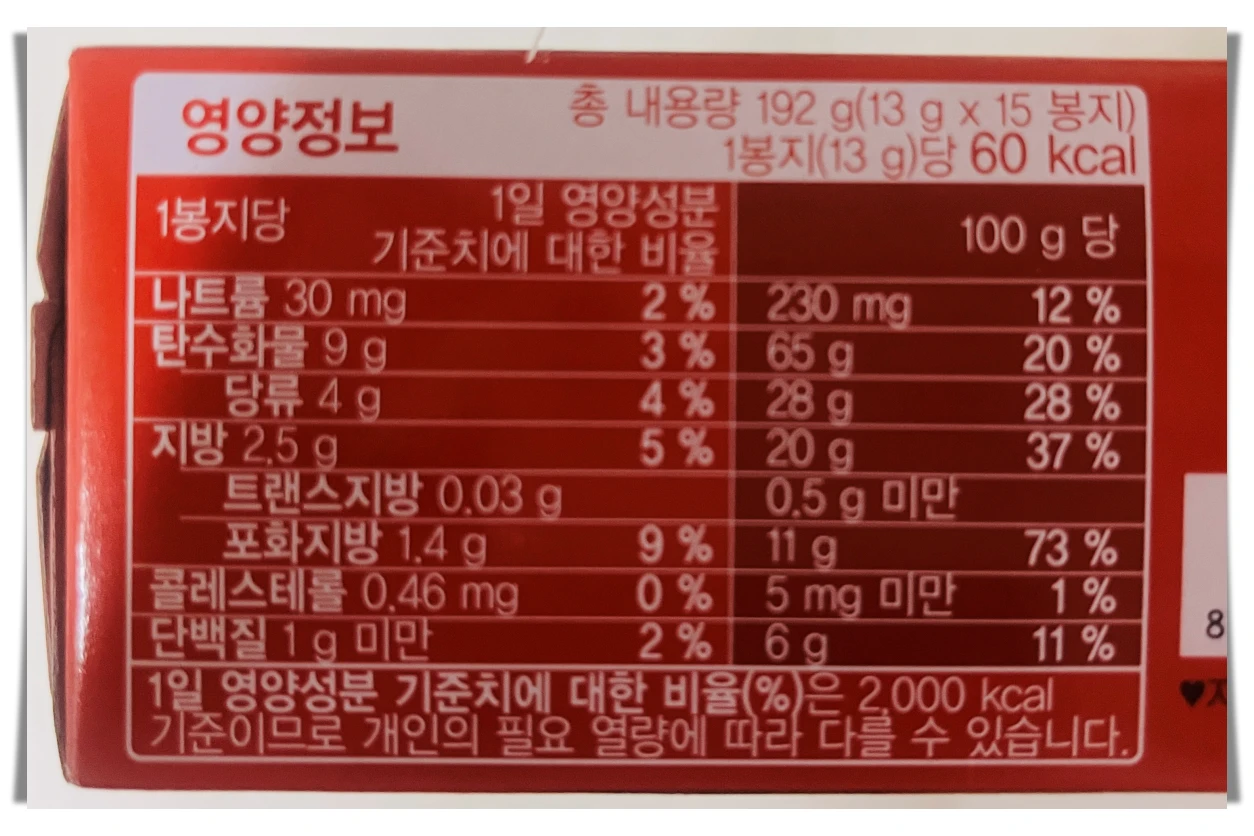 영양정보
총 내용량 192 g(13 g x 15 봉지)
1봉지(13 g)당 60 kcal
1봉지당 1일 영양성분 기준치에 대한 비율 100 g 당
나트륨 30 mg 2 % 230 mg 12 %
탄수화물 9 g 3 % 65 g 20 %
당류 4 g 4 % 28 g 28 %
지방 2.5 g 5 % 20 g 37 %
트랜스지방 0.03 g 0.5 g 미만
포화지방 1.4 g 9 % 11 g 73 %
콜레스테롤 0.46 mg 0 % 5 mg 미만 1 %
단백질 1 g 미만 2 % 6 g 11 %
1일 영양성분 기준치에 대한 비율(%)은 2,000 kcal
기준이므로 개인의 필요 열량에 따라 다를 수 있습니다.
8